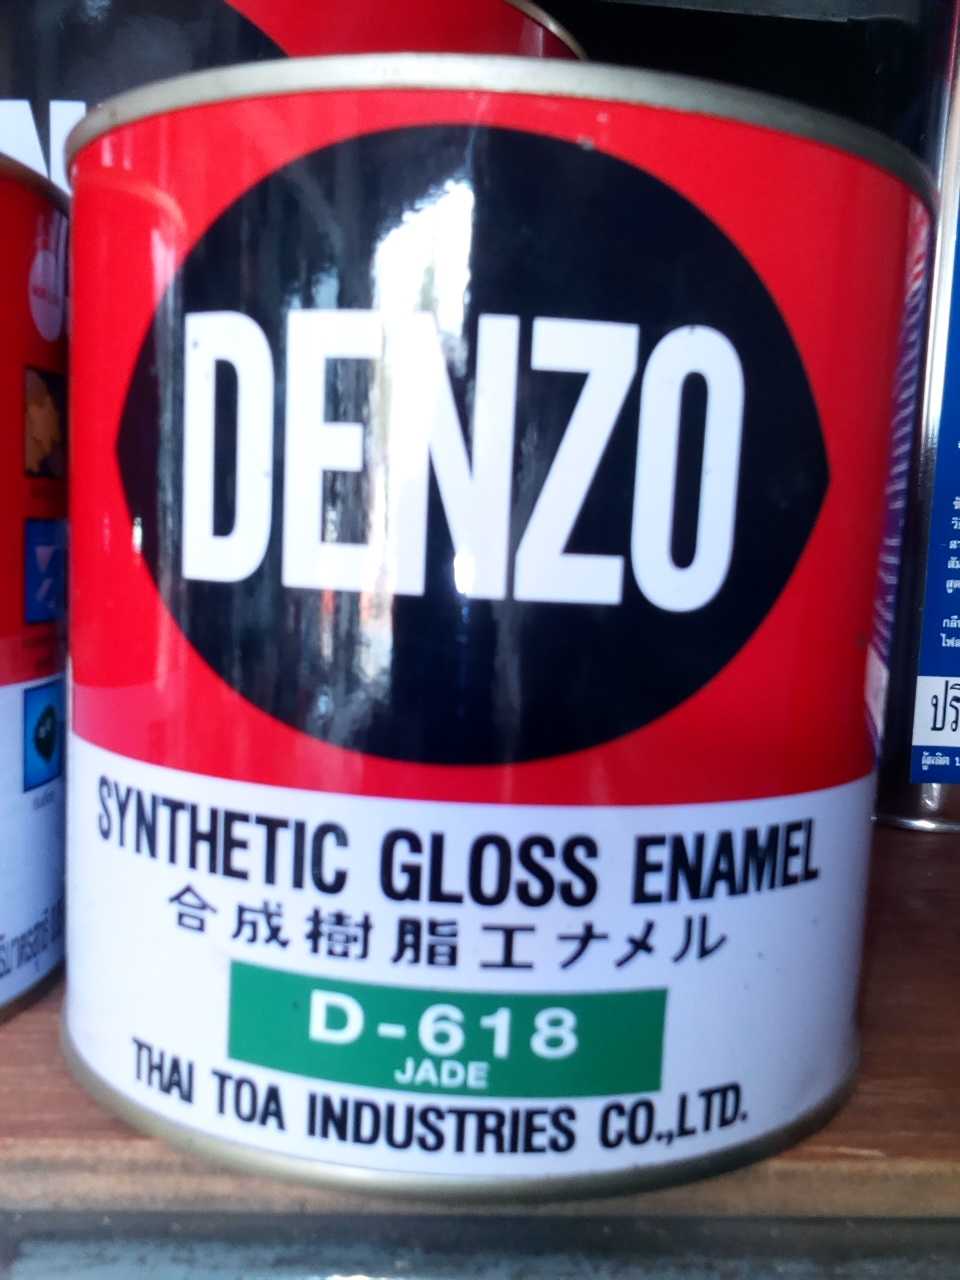 DENZO
SYNTHETIC GLOSS ENAMEL
合成樹脂エナメル
D-618
JADE
THAI TOA INDUSTRIES CO.,LTD.